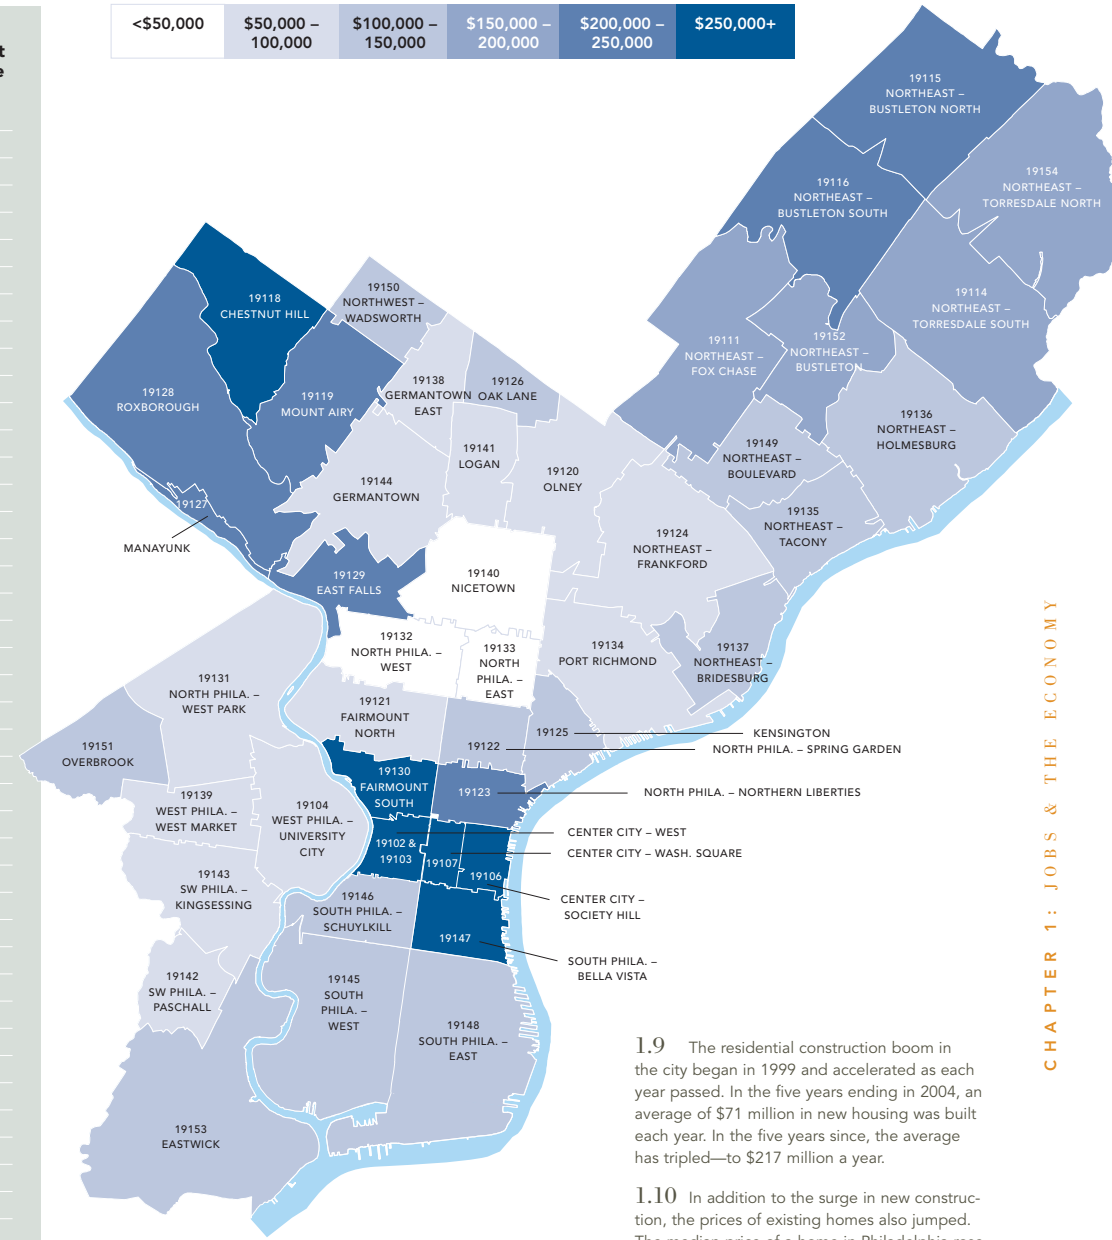 t
e
<$50,000
$50,000 –
100,000
$100,000 –
150,000
$150,000 –
200,000
$200,000 –
250,000
$250,000+
19115
NORTHEAST –
BUSTLETON NORTH
19154
NORTHEAST –
TORRESDALE NORTH
19116
NORTHEAST –
BUSTLETON SOUTH
19114
NORTHEAST –
TORRESDALE SOUTH
19118
CHESTNUT HILL
19150
NORTHWEST –
WADSWORTH
19111
NORTHEAST –
FOX CHASE
19152
NORTHEAST –
BUSTLETON
19128
ROXBOROUGH
19119
MOUNT AIRY
19138
GERMANTOWN
EAST
19126
OAK LANE
19136
NORTHEAST –
HOLMESBURG
19149
NORTHEAST –
BOULEVARD
19141
LOGAN
19120
OLNEY
19144
GERMANTOWN
19127
MANAYUNK
19135
NORTHEAST –
TACONY
19124
NORTHEAST –
FRANKFORD
19129
EAST FALLS
19140
NICETOWN
19132
NORTH PHILA. –
WEST
19133
NORTH
PHILA. –
EAST
19134
PORT RICHMOND
19137
NORTHEAST –
BRIDESBURG
19131
NORTH PHILA. –
WEST PARK
19121
FAIRMOUNT
NORTH
19125
KENSINGTON
19122
NORTH PHILA. – SPRING GARDEN
19151
OVERBROOK
19130
FAIRMOUNT
SOUTH
19123
NORTH PHILA. – NORTHERN LIBERTIES
19139
WEST PHILA. –
WEST MARKET
19104
WEST PHILA. –
UNIVERSITY
CITY
19102 &
19103
CENTER CITY – WEST
19107
CENTER CITY – WASH. SQUARE
19106
CENTER CITY –
SOCIETY HILL
19143
SW PHILA. –
KINGSESSING
19146
SOUTH PHILA. –
SCHUYLKILL
19147
SOUTH PHILA. –
BELLA VISTA
19142
SW PHILA. –
PASCHALL
19145
SOUTH
PHILA. –
WEST
19148
SOUTH PHILA. –
EAST
19153
EASTWICK
CHAPTER 1: JOBS & THE ECONOMY
1.9 The residential construction boom in
the city began in 1999 and accelerated as each
year passed. In the five years ending in 2004, an
average of $71 million in new housing was built
each year. In the five years since, the average
has tripled—to $217 million a year.
1.10 In addition to the surge in new construc-
tion, the prices of existing homes also jumped.
The median price of a home in Philadelphia rose